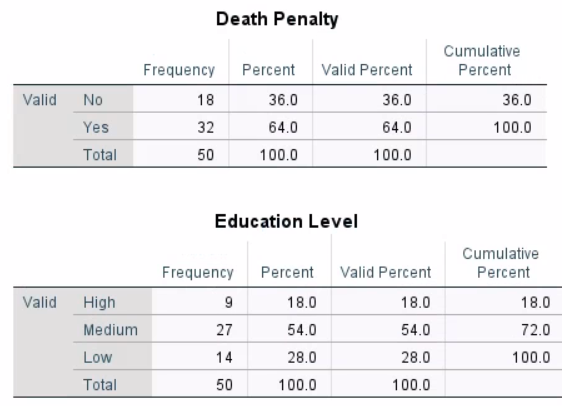 Death Penalty
Cumulative
Frequency Percent Valid Percent Percent
Valid No 18 36.0 36.0 36.0
Yes 32 64.0 64.0 100.0
Total 50 100.0 100.0
Education Level
Cumulative
Frequency Percent Valid Percent Percent
Valid High 9 18.0 18.0 18.0
Medium 27 54.0 54.0 72.0
Low 14 28.0 28.0 100.0
Total 50 100.0 100.0